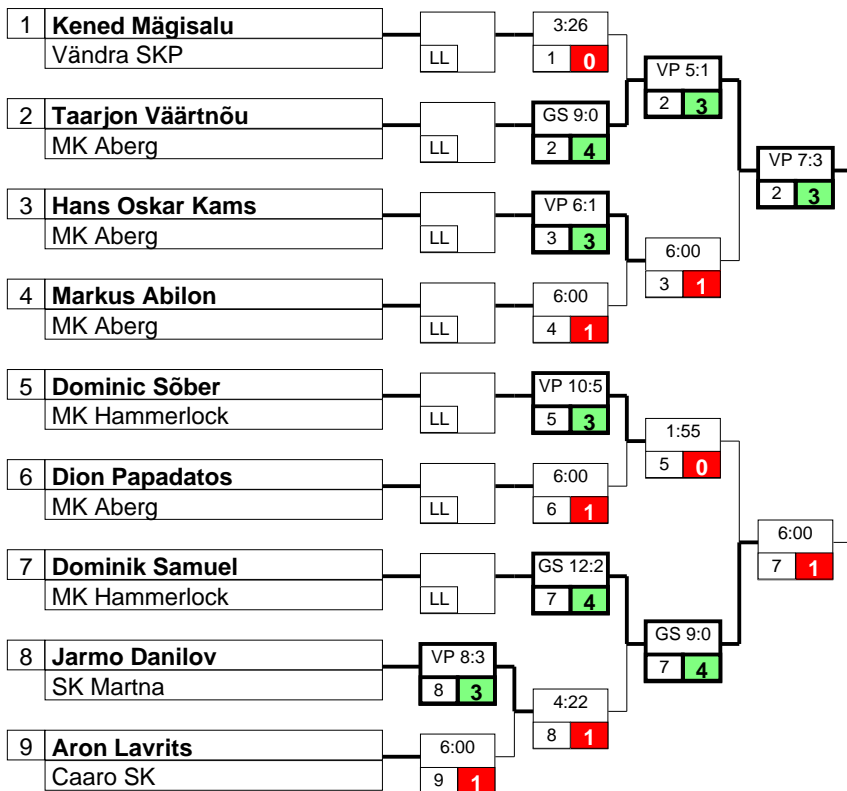 1 Kened Mägisalu
Vändra SKP
LL
3:26
1 0
VP 5:1
2 3
2 Taarjon Väärtnõu
MK Aberg
LL
GS 9:0
2 4
VP 7:3
2 3
3 Hans Oskar Kams
MK Aberg
LL
VP 6:1
3 3
6:00
3 1
4 Markus Abilon
MK Aberg
LL
6:00
4 1
5 Dominic Sõber
MK Hammerlock
LL
VP 10:5
5 3
1:55
5 0
6 Dion Papadatos
MK Aberg
LL
6:00
6 1
6:00
7 1
7 Dominik Samuel
MK Hammerlock
LL
GS 12:2
7 4
GS 9:0
7 4
8 Jarmo Danilov
SK Martna
VP 8:3
8 3
4:22
8 1
9 Aron Lavrits
Caaro SK
6:00
9 1